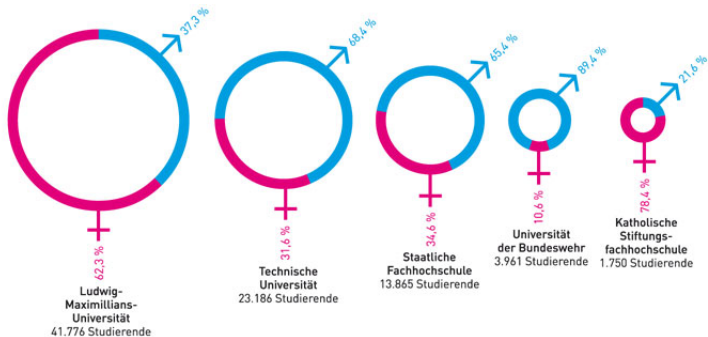 37,3 %
62,3 %
Ludwig-
Maximillians-
Universität
41.776 Studierende
68,4 %
31,6 %
Technische
Universität
23.186 Studierende
65,4 %
34,6 %
Staatliche
Fachhochschule
13.865 Studierende
89,4 %
10,6 %
Universität
der Bundeswehr
3.961 Studierende
21,6 %
78,4 %
Katholische
Stiftungs-
fachhochschule
1.750 Studierende